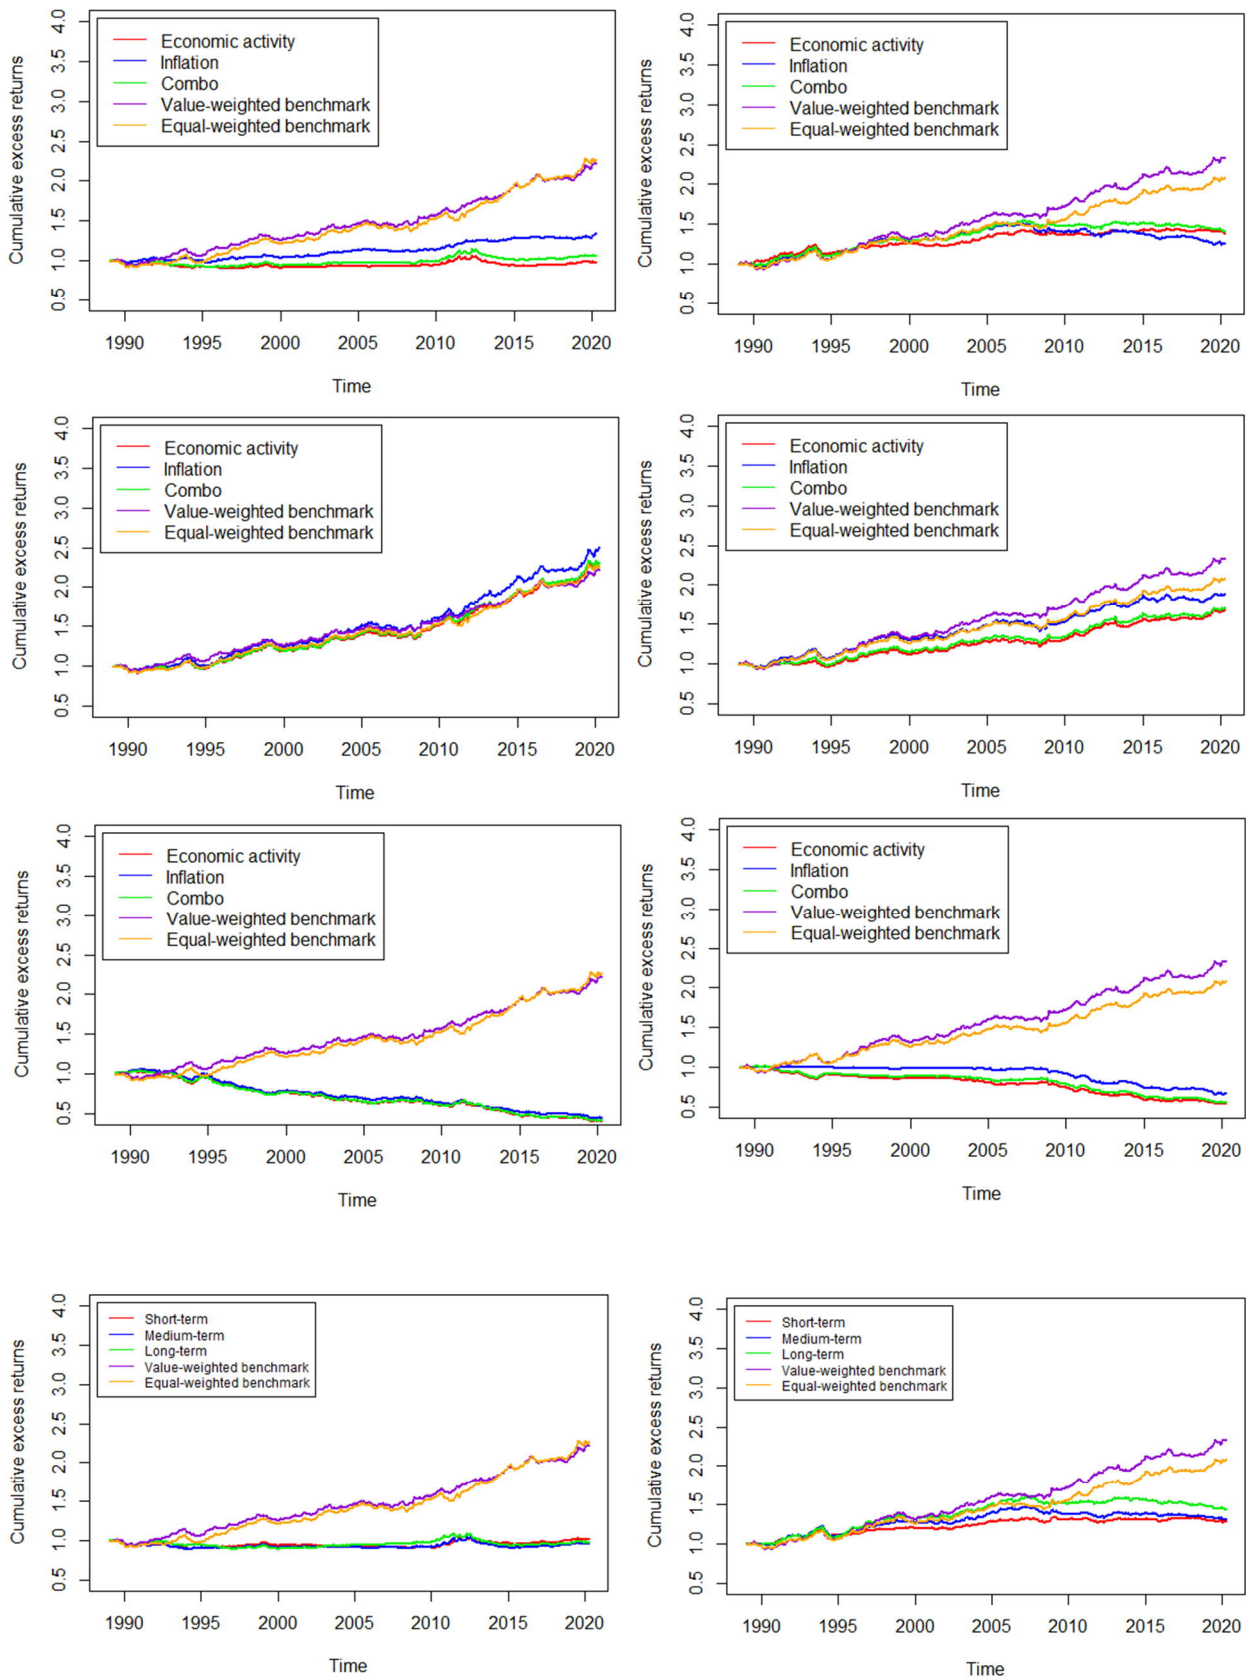 Cumulative excess returns
4.0
3.5
3.0
2.5
2.0
1.5
1.0
0.5
Economic activity
Inflation
Combo
Value-weighted benchmark
Equal-weighted benchmark
1990 1995 2000 2005 2010 2015 2020
Time
Cumulative excess returns
4.0
3.5
3.0
2.5
2.0
1.5
1.0
0.5
Economic activity
Inflation
Combo
Value-weighted benchmark
Equal-weighted benchmark
1990 1995 2000 2005 2010 2015 2020
Time
Cumulative excess returns
4.0
3.5
3.0
2.5
2.0
1.5
1.0
0.5
Economic activity
Inflation
Combo
Value-weighted benchmark
Equal-weighted benchmark
1990 1995 2000 2005 2010 2015 2020
Time
Cumulative excess returns
4.0
3.5
3.0
2.5
2.0
1.5
1.0
0.5
Economic activity
Inflation
Combo
Value-weighted benchmark
Equal-weighted benchmark
1990 1995 2000 2005 2010 2015 2020
Time
Cumulative excess returns
4.0
3.5
3.0
2.5
2.0
1.5
1.0
0.5
Economic activity
Inflation
Combo
Value-weighted benchmark
Equal-weighted benchmark
1990 1995 2000 2005 2010 2015 2020
Time
Cumulative excess returns
4.0
3.5
3.0
2.5
2.0
1.5
1.0
0.5
Economic activity
Inflation
Combo
Value-weighted benchmark
Equal-weighted benchmark
1990 1995 2000 2005 2010 2015 2020
Time
Cumulative excess returns
4.0
3.5
3.0
2.5
2.0
1.5
1.0
0.5
Short-term
Medium-term
Long-term
Value-weighted benchmark
Equal-weighted benchmark
1990 1995 2000 2005 2010 2015 2020
Time
Cumulative excess returns
4.0
3.5
3.0
2.5
2.0
1.5
1.0
0.5
Short-term
Medium-term
Long-term
Value-weighted benchmark
Equal-weighted benchmark
1990 1995 2000 2005 2010 2015 2020
Time